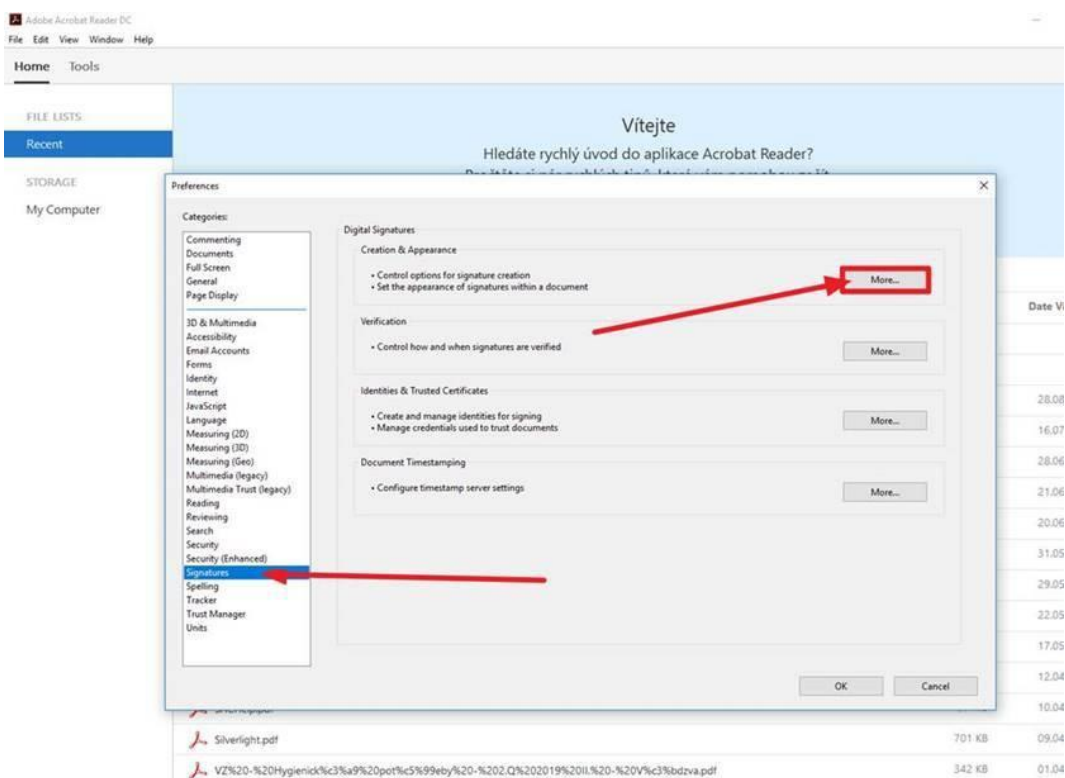 Adobe Acrobat Reader DC
File Edit View Window Help
Home Tools
FILE LISTS
Recent
STORAGE
My Computer
Vítejte
Hledáte rychlý úvod do aplikace Acrobat Reader?
Preferences
Categories:
Commenting
Documents
Full Screen
General
Page Display
3D & Multimedia
Accessibility
Email Accounts
Forms
Identity
Internet
JavaScript
Language
Measuring (2D)
Measuring (3D)
Measuring (Geo)
Multimedia (legacy)
Multimedia Trust (legacy)
Reading
Reviewing
Search
Security
Security (Enhanced)
Signatures
Spelling
Tracker
Trust Manager
Units
Digital Signatures
Creation & Appearance
• Control options for signature creation
• Set the appearance of signatures within a document
More...
Verification
• Control how and when signatures are verified
More...
Identities & Trusted Certificates
• Create and manage identities for signing
• Manage credentials used to trust documents
More...
Document Timestamping
• Configure timestamp server settings
More...
OK Cancel
Date Vi
28.08
16.07
28.06
21.06
20.06
31.05
29.05
22.05
17.05
12.04
10.04
Silverlight.pdf 701 KB 09.04
VZ%20-%20Hygienick%c3%a9%20pot%c5%99eby%20-%202.Q%202019%20II.%20-%20V%c3%bdzva.pdf 342 KB 01.04